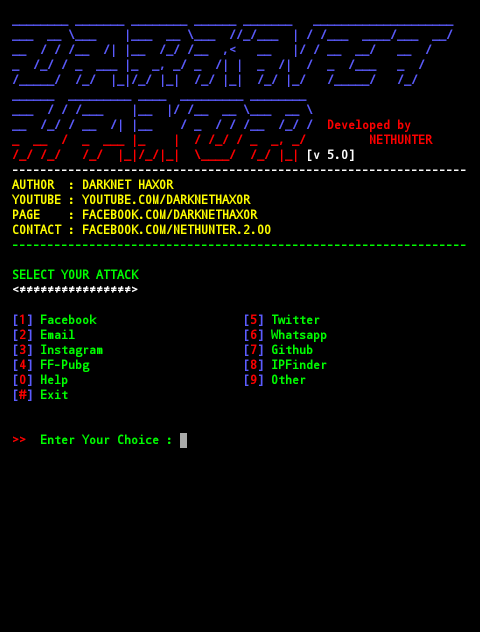 DARKNET
HAXOR
Developed by
NETHUNTER
[v 5.0]
AUTHOR : DARKNET HAXOR
YOUTUBE : YOUTUBE.COM/DARKNETHAXOR
PAGE : FACEBOOK.COM/DARKNETHAXOR
CONTACT : FACEBOOK.COM/NETHUNTER.2.00
SELECT YOUR ATTACK
<================>
[1] Facebook [5] Twitter
[2] Email [6] Whatsapp
[3] Instagram [7] Github
[4] FF-Pubg [8] IPFinder
[0] Help [9] Other
[#] Exit
>> Enter Your Choice :